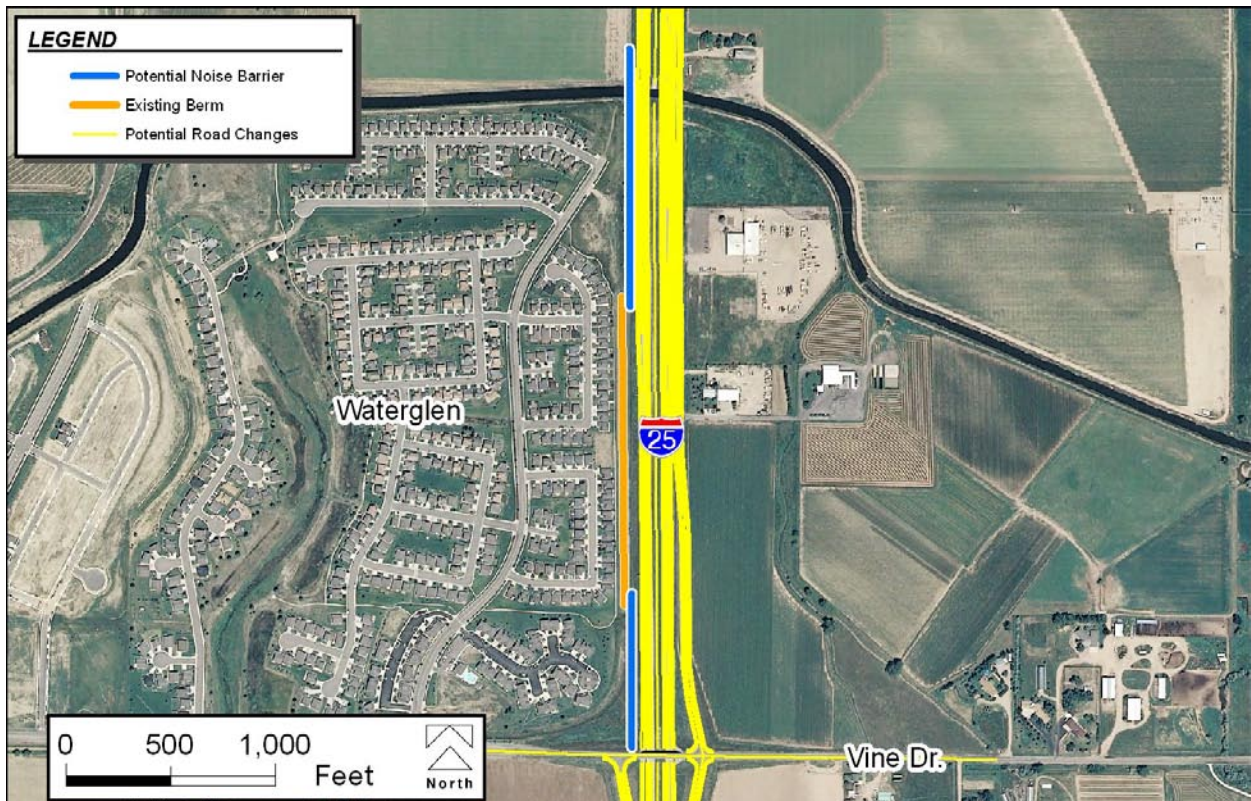 LEGEND
Potential Noise Barrier
Existing Berm
Potential Road Changes
Waterglen
25
Vine Dr.
0 500 1,000
Feet
North